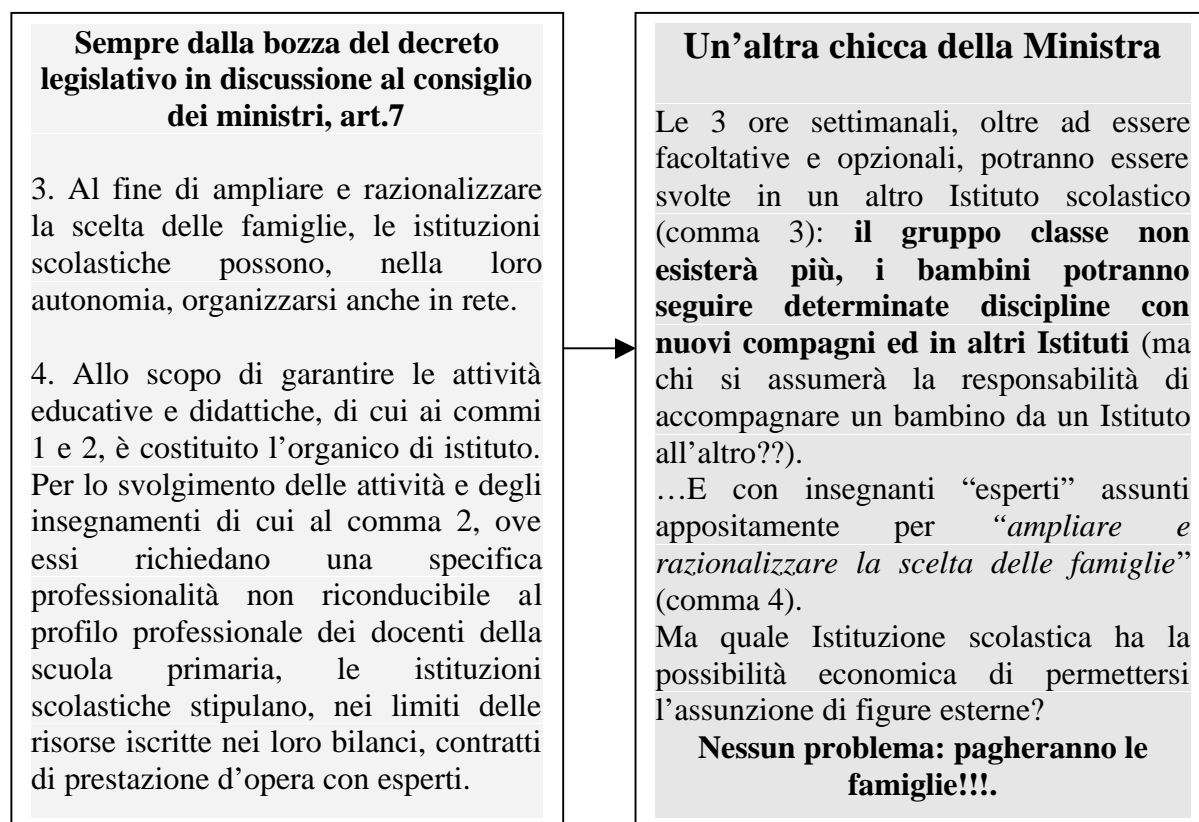 Sempre dalla bozza del decreto
legislativo in discussione al consiglio
dei ministri, art.7
3. Al fine di ampliare e razionalizzare
la scelta delle famiglie, le istituzioni
scolastiche possono, nella loro
autonomia, organizzarsi anche in rete.
4. Allo scopo di garantire le attività
educative e didattiche, di cui ai commi
1 e 2, è costituito l’organico di istituto.
Per lo svolgimento delle attività e degli
insegnamenti di cui al comma 2, ove
essi richiedano una specifica
professionalità non riconducibile al
profilo professionale dei docenti della
scuola primaria, le istituzioni
scolastiche stipulano, nei limiti delle
risorse iscritte nei loro bilanci, contratti
di prestazione d’opera con esperti.
Un’altra chicca della Ministra
Le 3 ore settimanali, oltre ad essere
facoltative e opzionali, potranno essere
svolte in un altro Istituto scolastico
(comma 3): il gruppo classe non
esisterà più, i bambini potranno
seguire determinate discipline con
nuovi compagni ed in altri Istituti (ma
chi si assumerà la responsabilità di
accompagnare un bambino da un Istituto
all’altro??).
…E con insegnanti “esperti” assunti
appositamente per “ampliare e
razionalizzare la scelta delle famiglie”
(comma 4).
Ma quale Istituzione scolastica ha la
possibilità economica di permettersi
l’assunzione di figure esterne?
Nessun problema: pagheranno le
famiglie!!!.